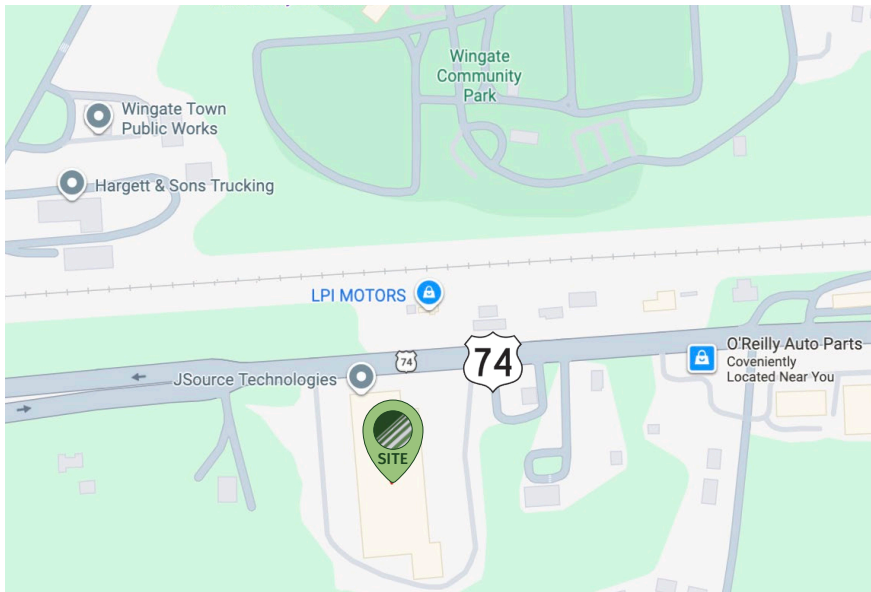 Wingate
Community
Park
Wingate Town
Public Works
Hargett & Sons Trucking
LPI MOTORS
74
74
O'Reilly Auto Parts
Coveniently
Located Near You
JSource Technologies
SITE